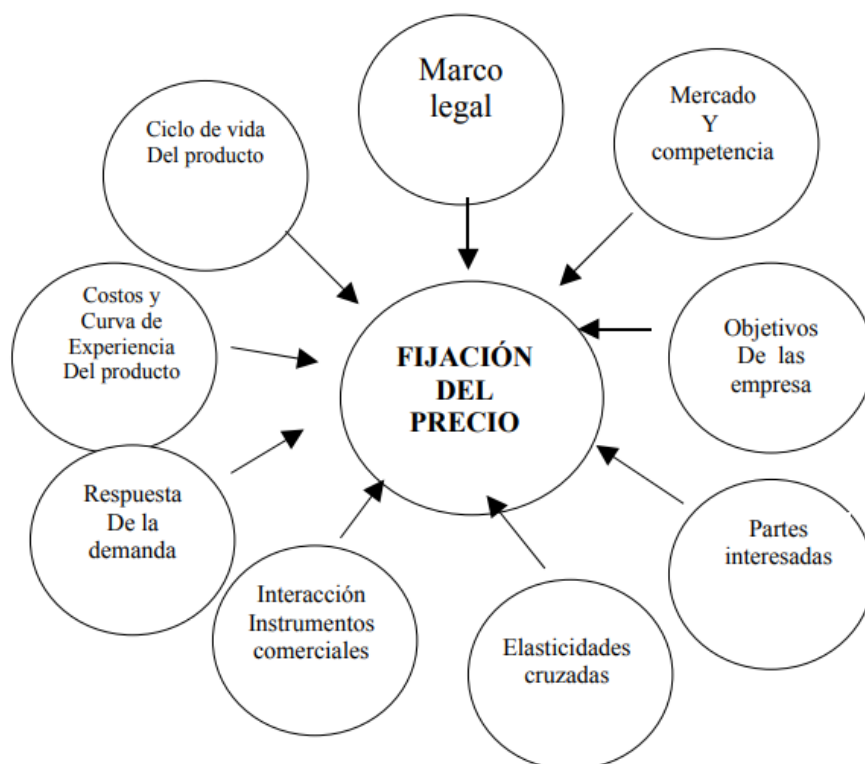 Marco
legal
Mercado
Y
competencia
Ciclo de vida
Del producto
Costos y
Curva de
Experiencia
Del producto
FIJACIÓN
DEL
PRECIO
Objetivos
De las
empresa
Respuesta
De la
demanda
Partes
interesadas
Interacción
Instrumentos
comerciales
Elasticidades
cruzadas